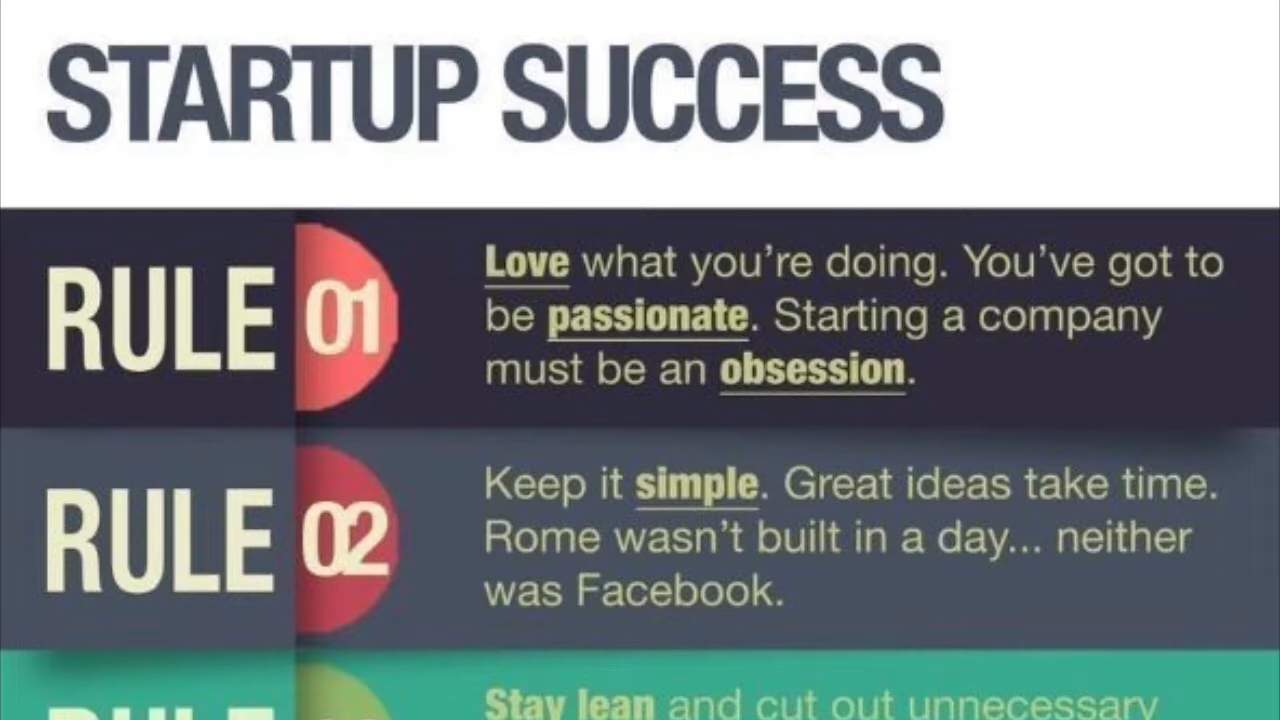 STARTUP SUCCESS
RULE 01
Love what you're doing. You've got to
be passionate. Starting a company
must be an obsession.
RULE 02
Keep it simple. Great ideas take time.
Rome wasn't built in a day... neither
was Facebook.
RULE
Stay lean and cut out unnecessary